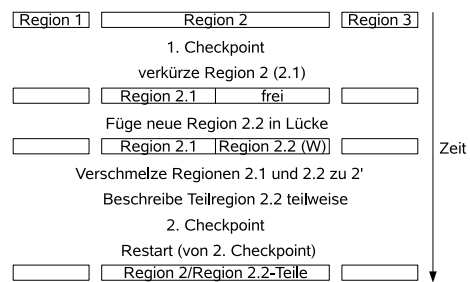 Region 1 Region 2 Region 3
1. Checkpoint
verkürze Region 2 (2.1)
Region 2.1 frei
Füge neue Region 2.2 in Lücke
Region 2.1 Region 2.2 (W)
Zeit
Verschmelze Regionen 2.1 und 2.2 zu 2'
Beschreibe Teilregion 2.2 teilweise
2. Checkpoint
Restart (von 2. Checkpoint)
Region 2/Region 2.2-Teile